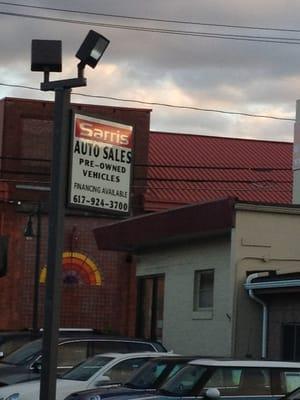 Sarris
AUTO SALES
PRE-OWNED
VEHICLES
FINANCING AVAILABLE
617-924-3700